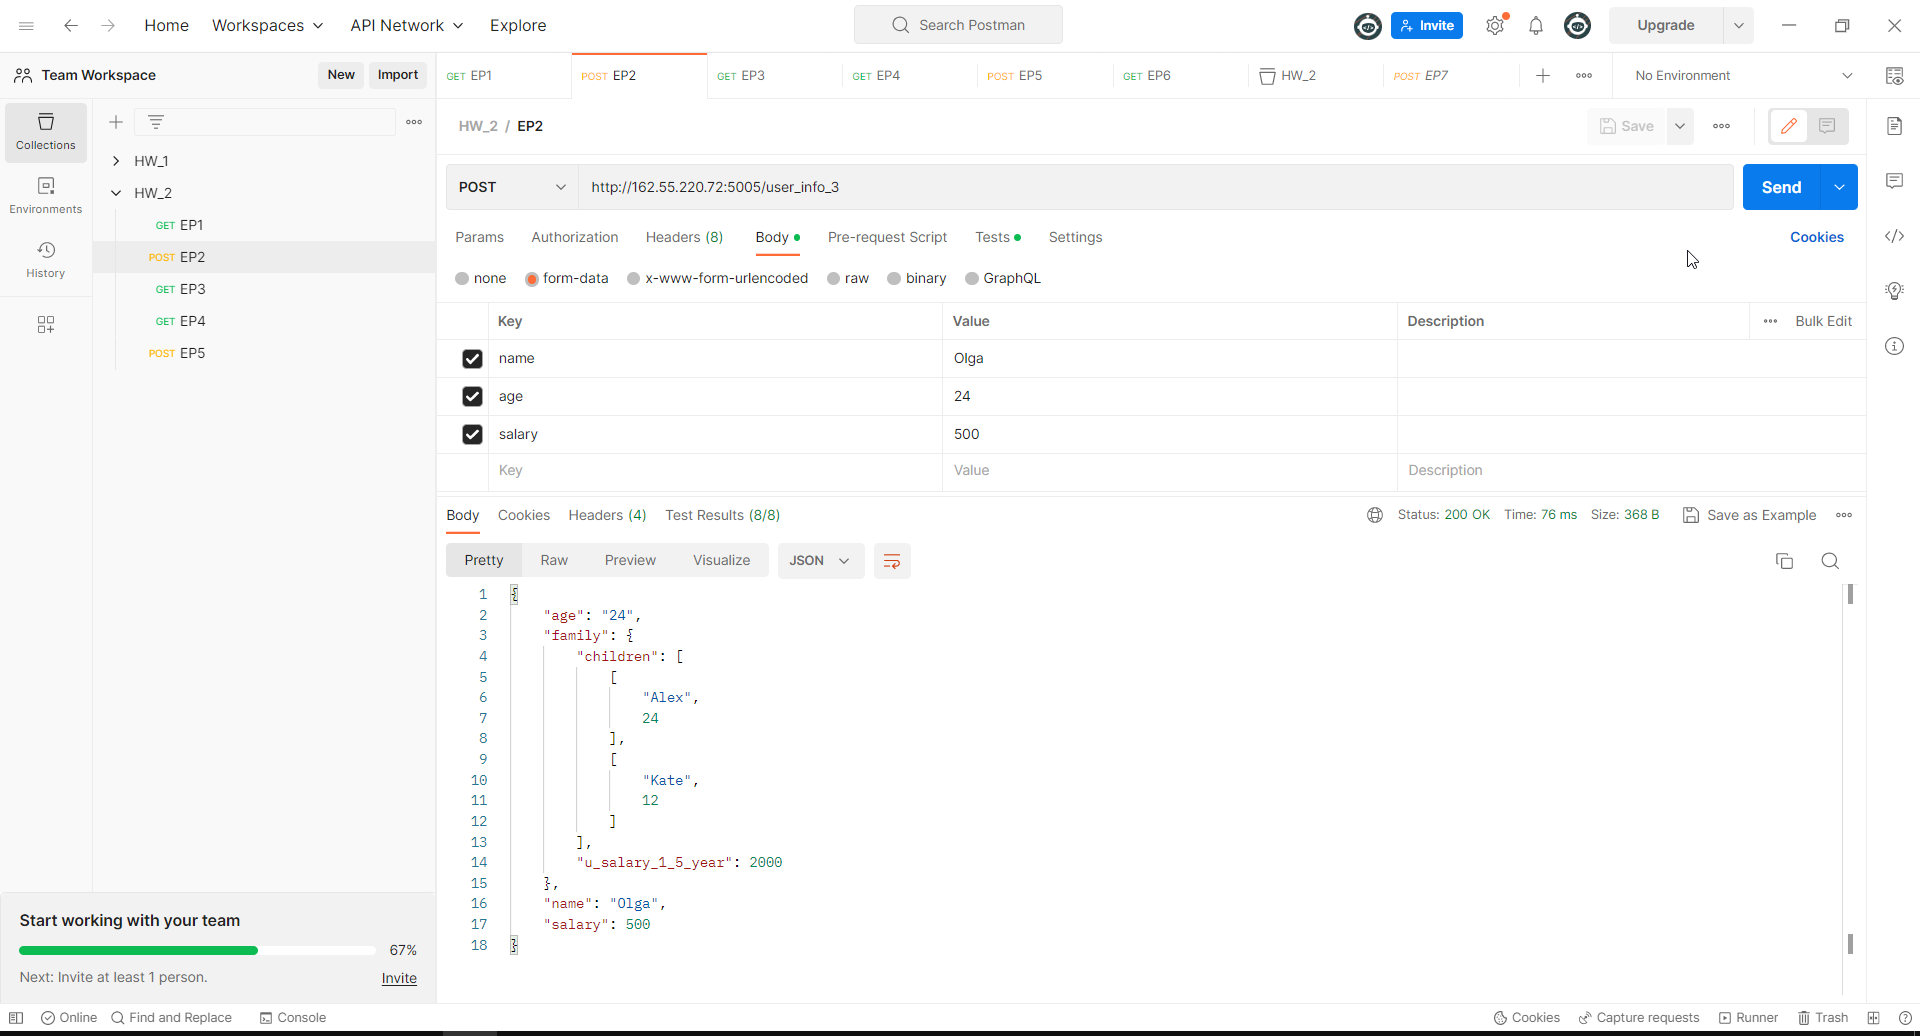 Home Workspaces API Network Explore Search Postman Invite Upgrade
Team Workspace New Import GET EP1 POST EP2 GET EP3 GET EP4 POST EP5 GET EP6 HW_2 POST EP7 No Environment
Collections
Environments
History
HW_1
HW_2
GET EP1
POST EP2
GET EP3
GET EP4
POST EP5
HW_2 / EP2 Save
POST http://162.55.220.72:5005/user_info_3 Send
Params Authorization Headers (8) Body Pre-request Script Tests Settings Cookies
none form-data x-www-form-urlencoded raw binary GraphQL
Key Value Description Bulk Edit
name Olga
age 24
salary 500
Key Value Description
Body Cookies Headers (4) Test Results (8/8) Status: 200 OK Time: 76 ms Size: 368 B Save as Example
Pretty Raw Preview Visualize JSON
1 {
2 "age": "24",
3 "family": {
4 "children": [
5 [
6 "Alex",
7 24
8 ],
9 [
10 "Kate",
11 12
12 ]
13 ],
14 "u_salary_1_5_year": 2000
15 },
16 "name": "Olga",
17 "salary": 500
18 }
Start working with your team
67%
Next: Invite at least 1 person. Invite
Online Find and Replace Console Cookies Capture requests Runner Trash